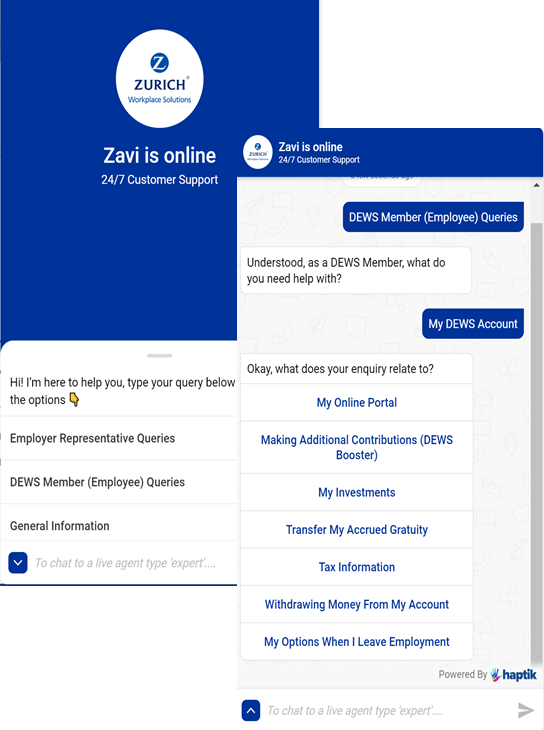 ZURICH®
Workplace Solutions
Zavi is online
24/7 Customer Support
Hi! I'm here to help you, type your query below
the options
Employer Representative Queries
DEWS Member (Employee) Queries
General Information
To chat to a live agent type 'expert'....
ZURICH
Zavi is online
24/7 Customer Support
a few seconds ago
DEWS Member (Employee) Queries
Understood, as a DEWS Member, what do
you need help with?
My DEWS Account
Okay, what does your enquiry relate to?
My Online Portal
Making Additional Contributions (DEWS
Booster)
My Investments
Transfer My Accrued Gratuity
Tax Information
Withdrawing Money From My Account
My Options When I Leave Employment
Powered By haptik
To chat to a live agent type 'expert'....